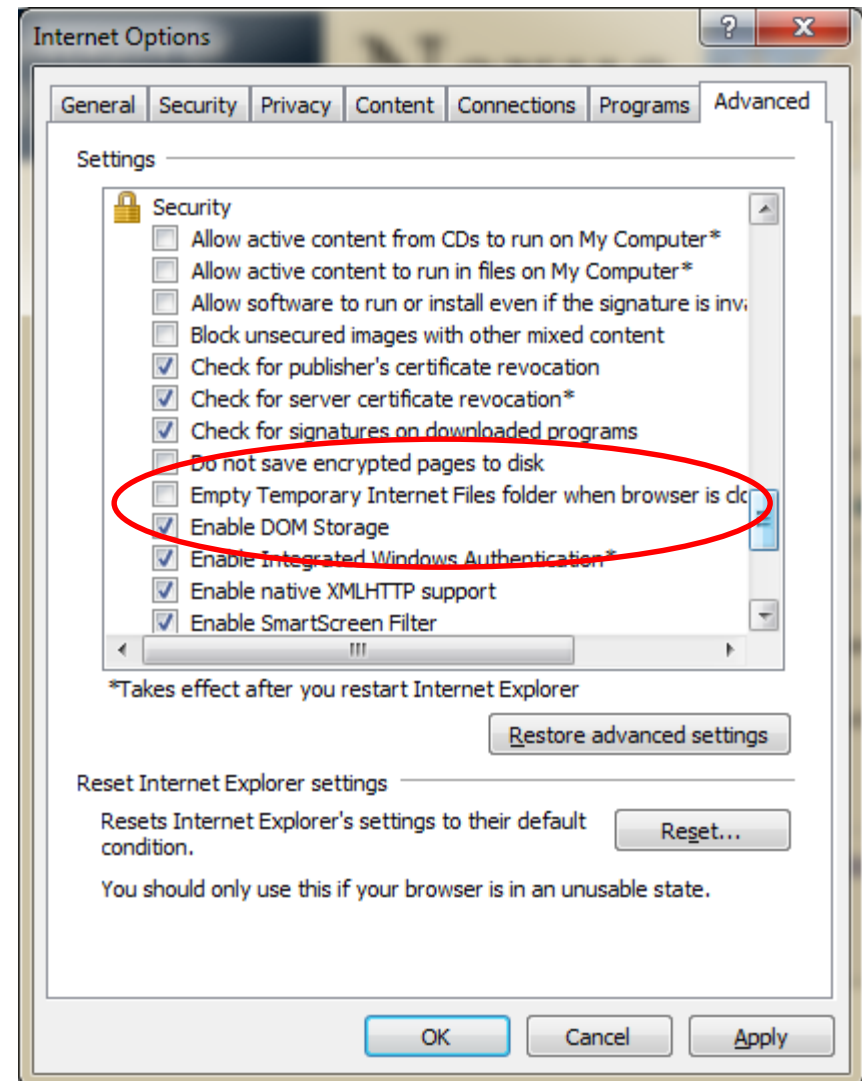 Internet Options
?
X
General Security Privacy Content Connections Programs Advanced
Settings
Security
Allow active content from CDs to run on My Computer*
Allow active content to run in files on My Computer*
Allow software to run or install even if the signature is inva
Block unsecured images with other mixed content
Check for publisher's certificate revocation
Check for server certificate revocation*
Check for signatures on downloaded programs
Do not save encrypted pages to disk
Empty Temporary Internet Files folder when browser is clo
Enable DOM Storage
Enable Integrated Windows Authentication*
Enable native XMLHTTP support
Enable SmartScreen Filter
*Takes effect after you restart Internet Explorer
Restore advanced settings
Reset Internet Explorer settings
Resets Internet Explorer's settings to their default
condition.
Reset...
You should only use this if your browser is in an unusable state.
OK Cancel Apply